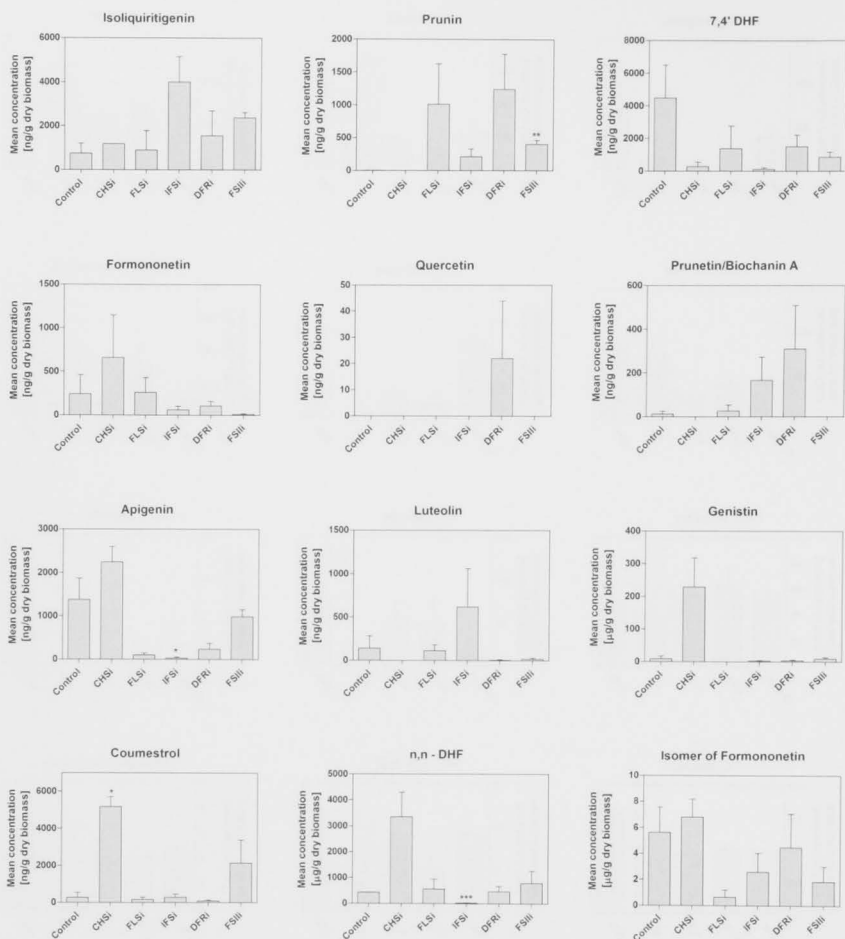 Isoliquiritigenin
Mean concentration
[ng/g dry biomass]
6000
4000
2000
0
Control
CHSi
FLSi
IFSi
DFRi
FSIIi
Prunin
Mean concentration
[ng/g dry biomass]
2000
1500
1000
500
0
**
Control
CHSi
FLSi
IFSi
DFRi
FSIIi
7,4' DHF
Mean concentration
[ng/g dry biomass]
8000
6000
4000
2000
0
Control
CHSi
FLSi
IFSi
DFRi
FSIIi
Formononetin
Mean concentration
[ng/g dry biomass]
1500
1000
500
0
Control
CHSi
FLSi
IFSi
DFRi
FSIIi
Quercetin
Mean concentration
[ng/g dry biomass]
50
40
30
20
10
0
Control
CHSi
FLSi
IFSi
DFRi
FSIIi
Prunetin/Biochanin A
Mean concentration
[ng/g dry biomass]
600
400
200
0
Control
CHSi
FLSi
IFSi
DFRi
FSIIi
Apigenin
Mean concentration
[ng/g dry biomass]
3000
2000
1000
0
*
Control
CHSi
FLSi
IFSi
DFRi
FSIIi
Luteolin
Mean concentration
[ng/g dry biomass]
1500
1000
500
0
Control
CHSi
FLSi
IFSi
DFRi
FSIIi
Genistin
Mean concentration
[µg/g dry biomass]
400
300
200
100
0
Control
CHSi
FLSi
IFSi
DFRi
FSIIi
Coumestrol
Mean concentration
[ng/g dry biomass]
6000
4000
2000
0
*
Control
CHSi
FLSi
IFSi
DFRi
FSIIi
n,n - DHF
Mean concentration
[µg/g dry biomass]
5000
4000
3000
2000
1000
0
***
Control
CHSi
FLSi
IFSi
DFRi
FSIIi
Isomer of Formononetin
Mean concentration
[µg/g dry biomass]
10
8
6
4
2
0
Control
CHSi
FLSi
IFSi
DFRi
FSIIi